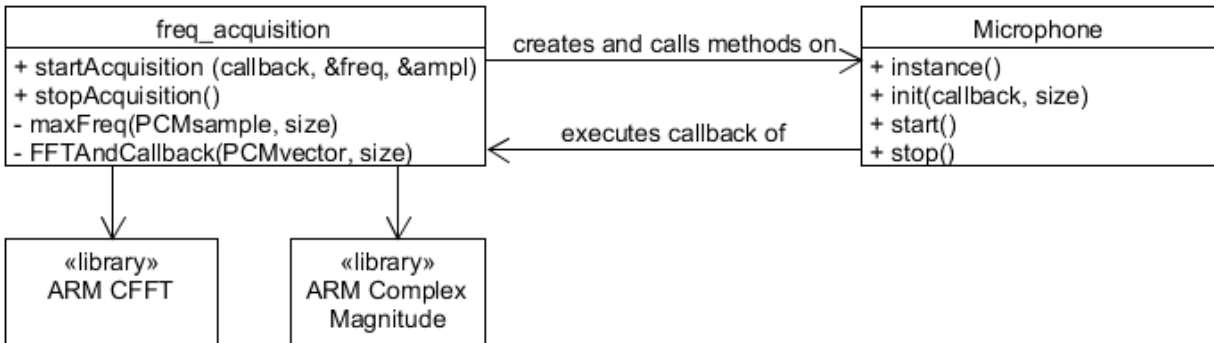 freq_acquisition
+ startAcquisition (callback, &freq, &ampl)
+ stopAcquisition()
- maxFreq(PCMsample, size)
- FFTAndCallback(PCMvector, size)
creates and calls methods on
executes callback of
Microphone
+ instance()
+ init(callback, size)
+ start()
+ stop()
«library»
ARM CFFT
«library»
ARM Complex
Magnitude